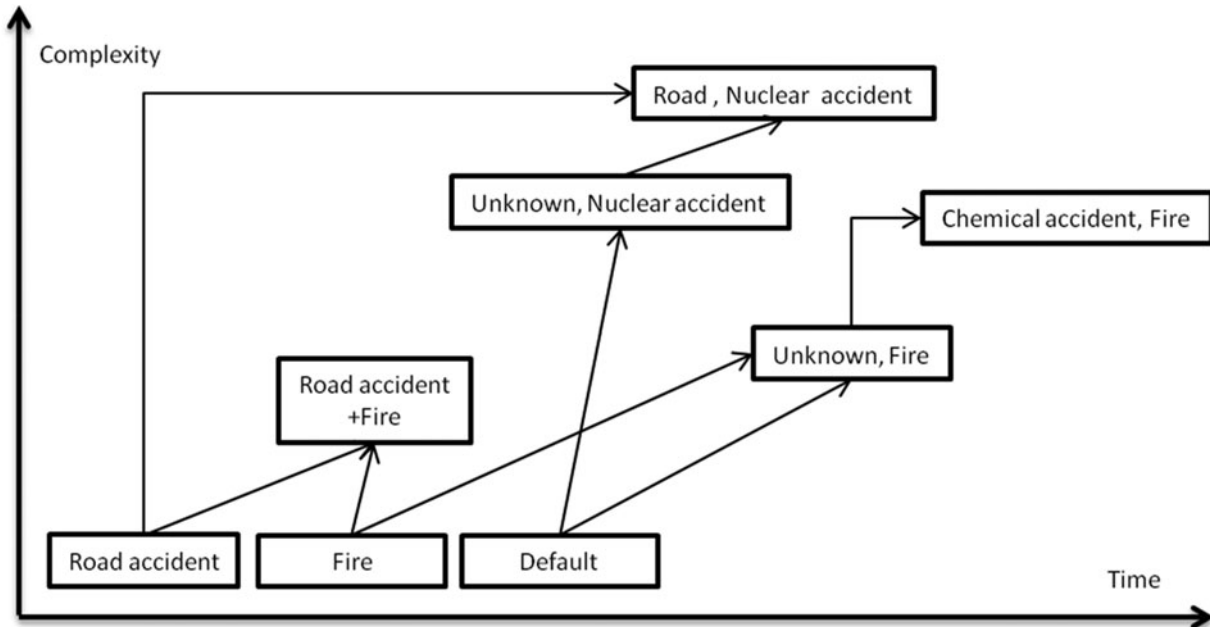 Complexity
Road , Nuclear accident
Unknown, Nuclear accident
Chemical accident, Fire
Unknown, Fire
Road accident
+Fire
Road accident
Fire
Default
Time